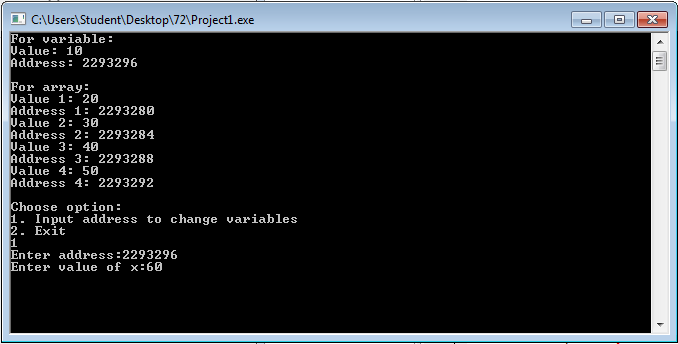 C:\Users\Student\Desktop\72\Project1.exe
For variable:
Value: 10
Address: 2293296
For array:
Value 1: 20
Address 1: 2293280
Value 2: 30
Address 2: 2293284
Value 3: 40
Address 3: 2293288
Value 4: 50
Address 4: 2293292
Choose option:
1. Input address to change variables
2. Exit
1
Enter address:2293296
Enter value of x:60